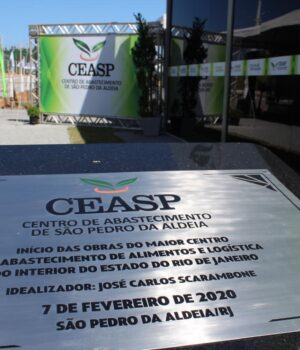 CEASP
CENTRO DE ABASTECIMENTO
DE SÃO PEDRO DA ALDEIA
CEASP
CENTRO DE ABASTECIMENTO
DE SÃO PEDRO DA ALDEIA
INÍCIO DAS OBRAS DO MAIOR CENTRO
ABASTECIMENTO DE ALIMENTOS E LOGÍSTICA
DO INTERIOR DO ESTADO DO RIO DE JANEIRO
IDEALIZADOR: JOSÉ CARLOS SCARAMBONE
7 DE FEVEREIRO DE 2020
SÃO PEDRO DA ALDEIA/RJ